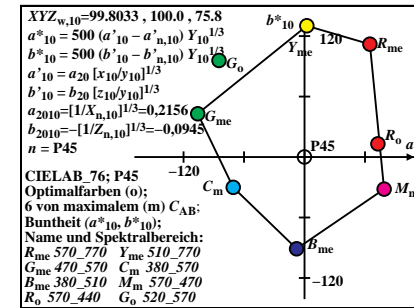 XYZw,10=99.8033 , 100.0 , 75.8
a*10 = 500 (a'10 – a'n,10) Y10^1/3
b*10 = 500 (b'10 – b'n,10) Y10^1/3
a'10 = a20 [x10/y10]^1/3
b'10 = b20 [z10/y10]^1/3
a2010=[1/Xn,10]^1/3=0,2156
b2010=–[1/Zn,10]^1/3=–0,0945
n = P45
CIELAB_76; P45
Optimalfarben (o);
6 von maximalem (m) CAB;
Buntheit (a*10, b*10);
Name und Spektralbereich:
Rme 570_770 Yme 510_770
Gme 470_570 Cm 380_570
Bme 380_510 Mm 570_470
Ro 570_440 Go 520_570
b*10
Yme
120
Rme
Go
Gme
Ro
P45
a
–120
Cm
Mm
Bme
–120